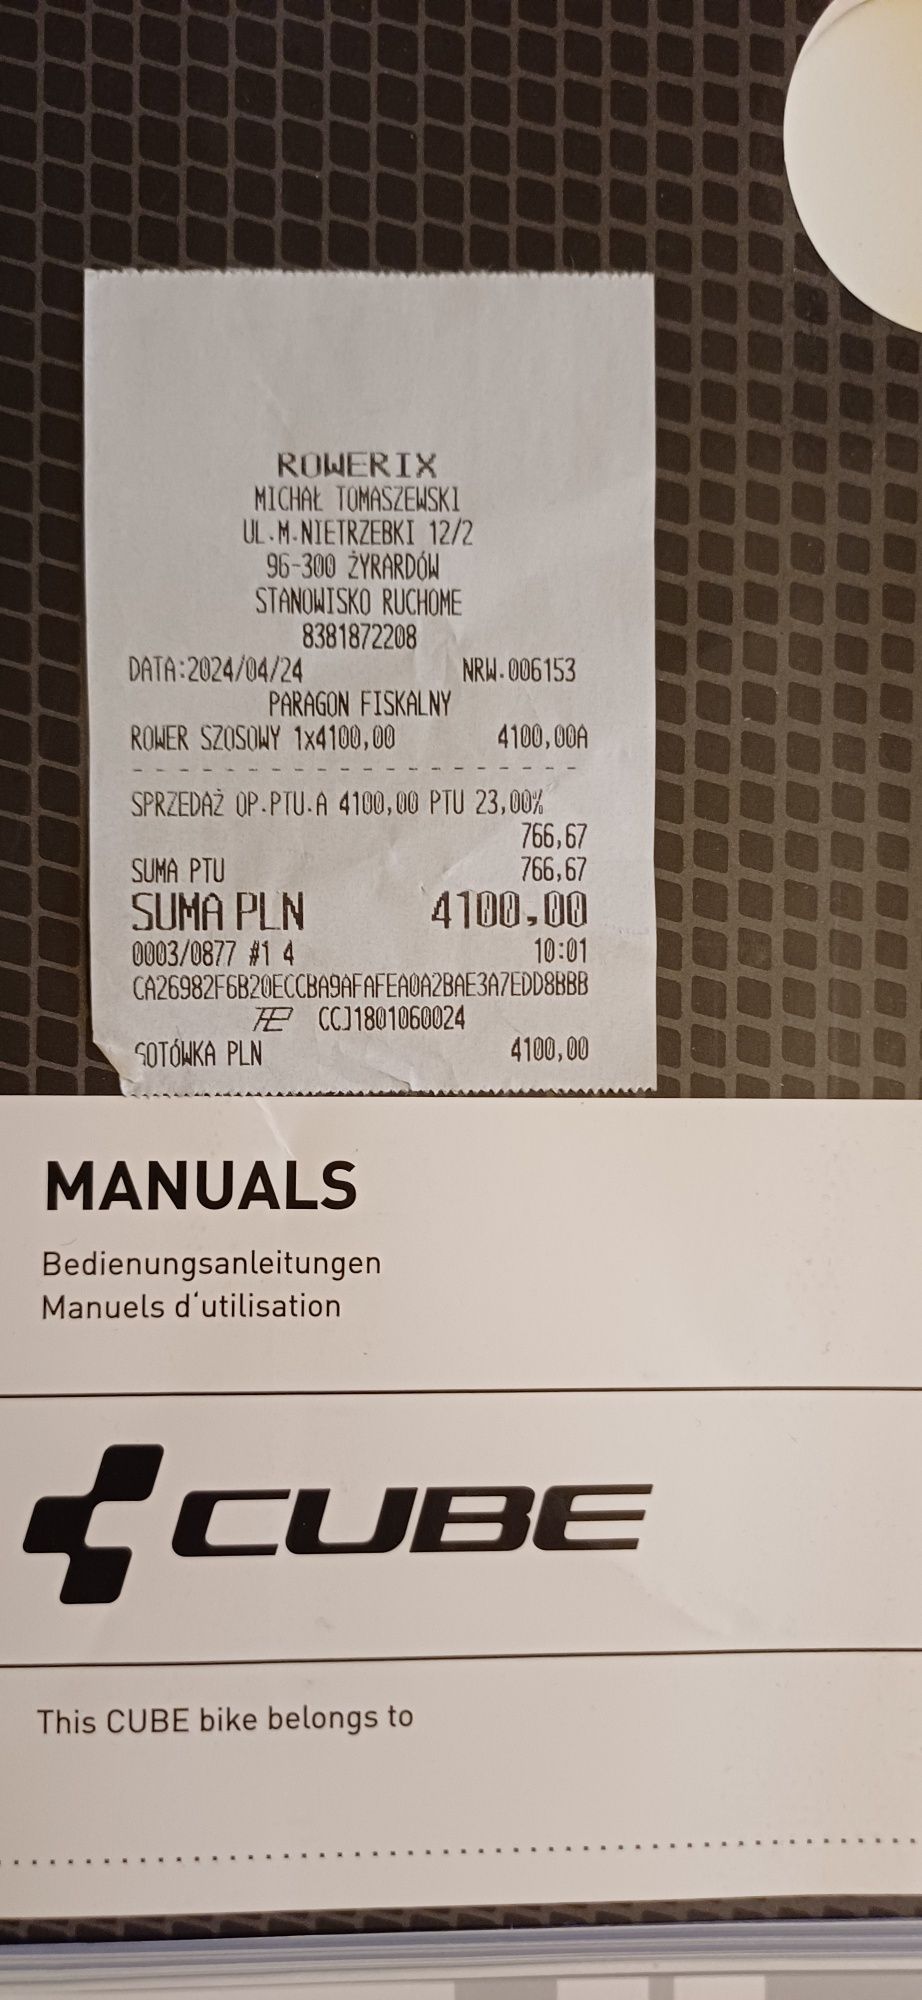 ROWERIX
MICHAŁ TOMASZEWSKI
UL.M.NIETRZEBKI 12/2
96-300 ŻYRARDÓW
STANOWISKO RUCHOME
8381872208
DATA:2024/04/24 NRW.006153
PARAGON FISKALNY
ROWER SZOSOWY 1x4100,00 4100,00A
SPRZEDAŻ OP.PTU.A 4100,00 PTU 23,00%
766,67
SUMA PTU 766,67
SUMA PLN 4100,00
0003/0877 #1 4 10:01
CA26982F6B20ECCBA9AFAFEA0A2BAE3A7EDD8BBB
CCJ1801060024
GOTÓWKA PLN 4100,00
MANUALS
Bedienungsanleitungen
Manuels d'utilisation
CUBE
This CUBE bike belongs to